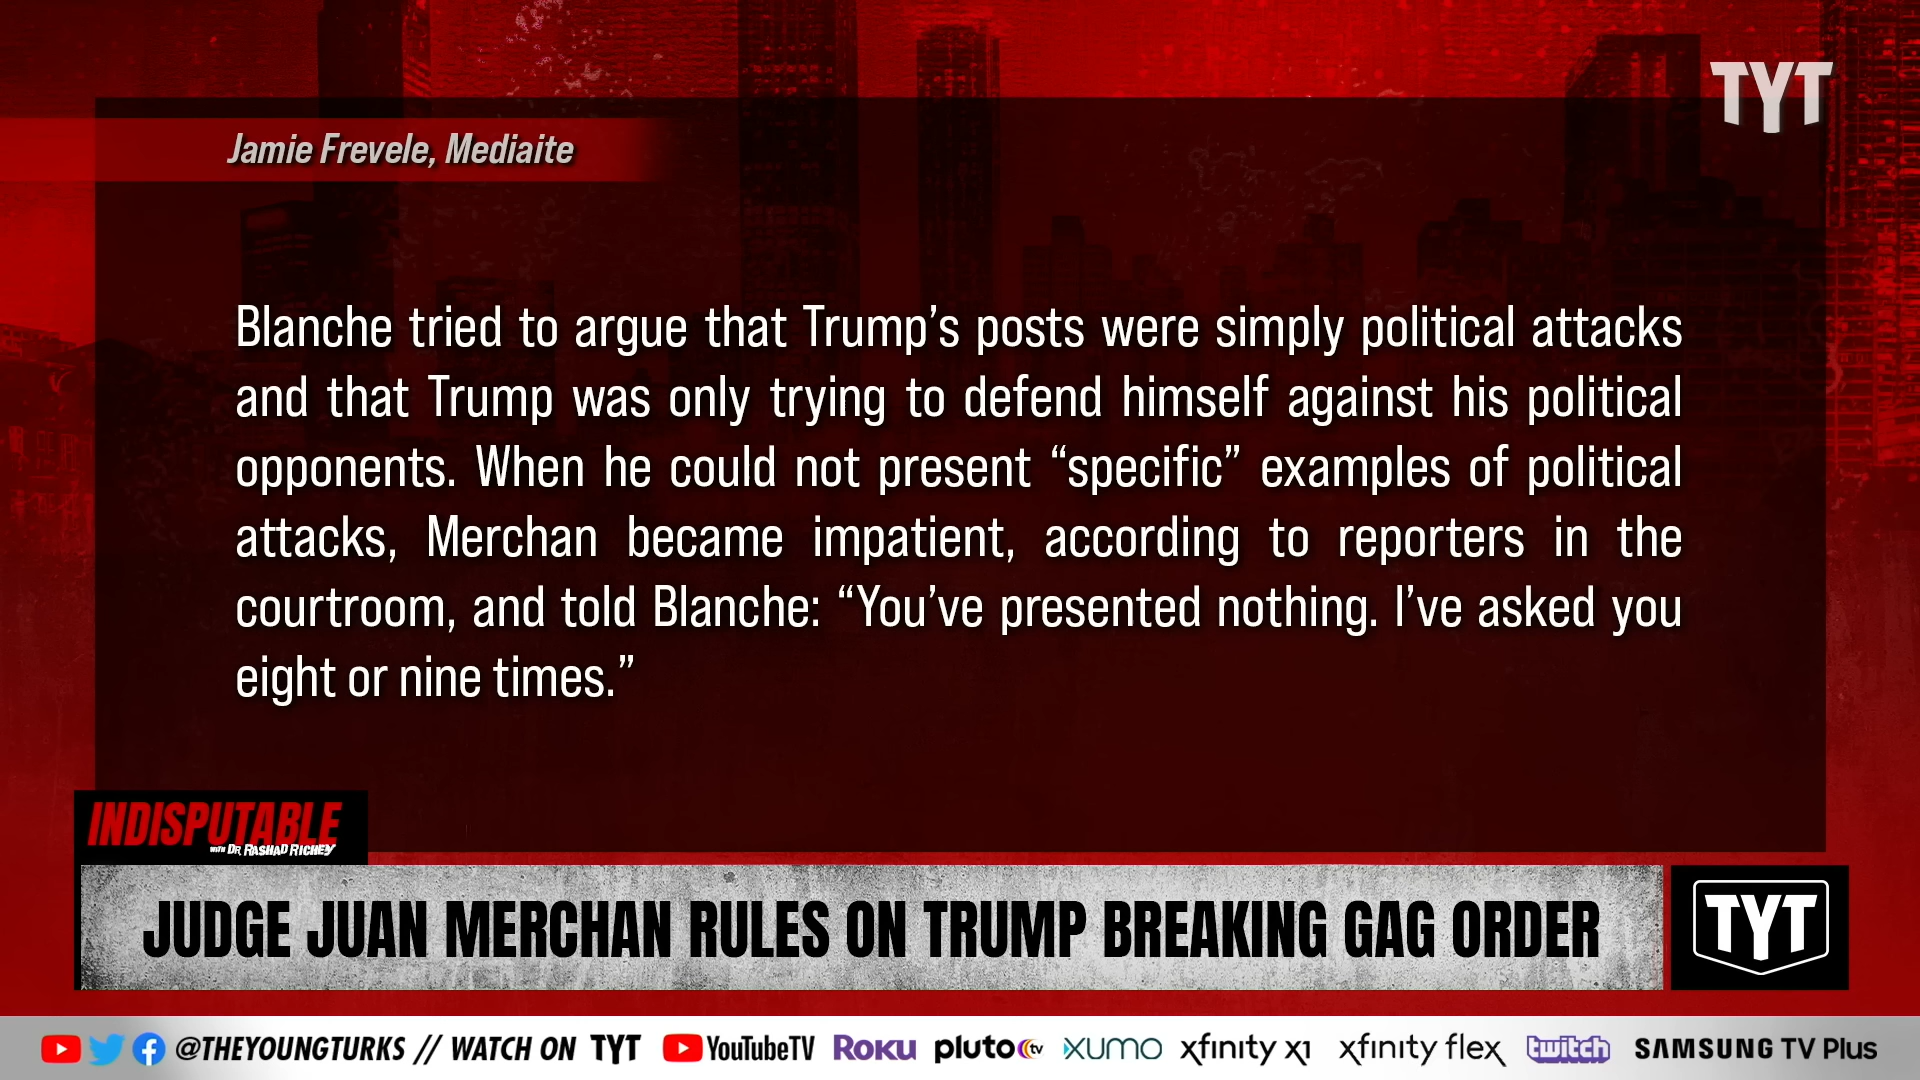 TYT
Jamie Frevele, Mediaite
Blanche tried to argue that Trump’s posts were simply political attacks
and that Trump was only trying to defend himself against his political
opponents. When he could not present “specific” examples of political
attacks, Merchan became impatient, according to reporters in the
courtroom, and told Blanche: “You’ve presented nothing. I’ve asked you
eight or nine times.”
INDISPUTABLE
WITH DR RASHAD RICHEY
JUDGE JUAN MERCHAN RULES ON TRUMP BREAKING GAG ORDER
TYT
@THEYOUNGTURKS // WATCH ON TYT YouTubeTV ROKU pluto tv XUMO xfinity x1 xfinity flex twitch SAMSUNG TV Plus